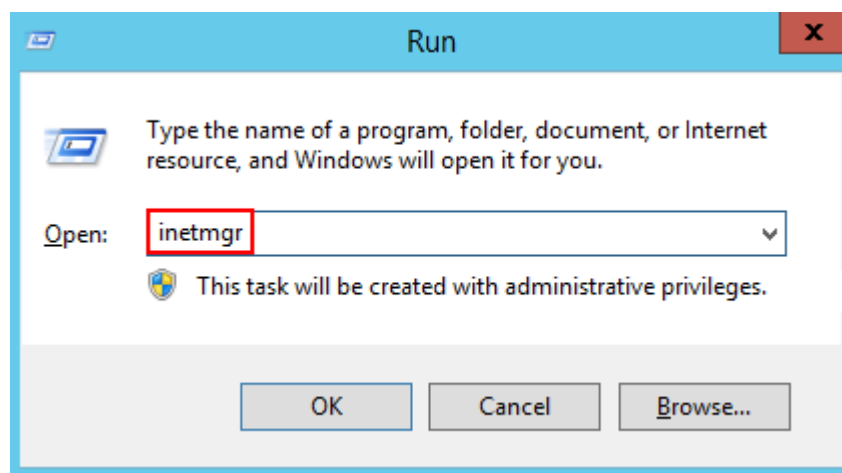 Run
x
Type the name of a program, folder, document, or Internet
resource, and Windows will open it for you.
Open: inetmgr
This task will be created with administrative privileges.
OK Cancel Browse...